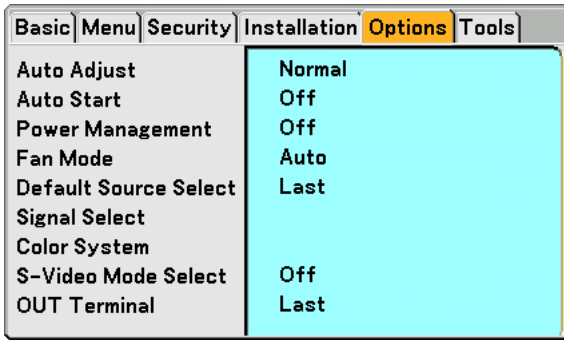 Basic Menu Security Installation Options Tools
Auto Adjust Normal
Auto Start Off
Power Management Off
Fan Mode Auto
Default Source Select Last
Signal Select
Color System
S-Video Mode Select Off
OUT Terminal Last